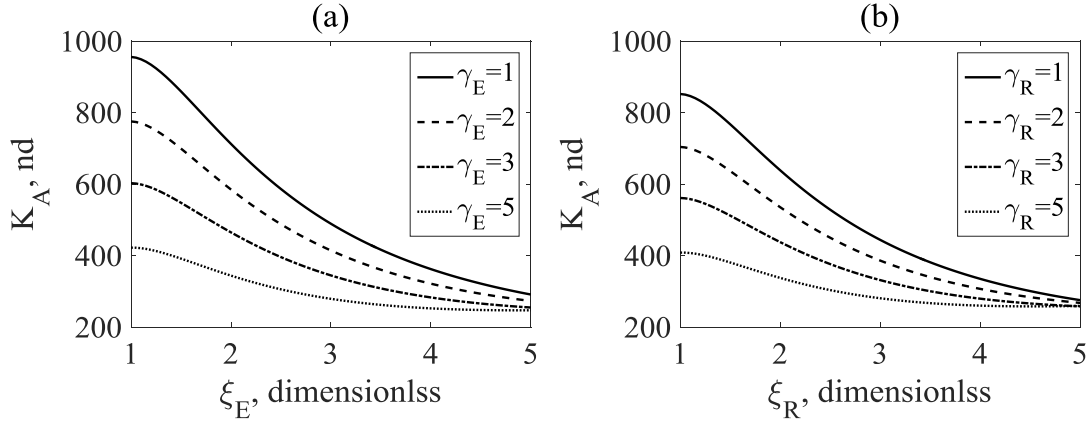 (a)
1000
800
600
400
200
K_A, nd
1 2 3 4 5
ξ_E, dimensionlss
γ_E=1
γ_E=2
γ_E=3
γ_E=5
(b)
1000
800
600
400
200
K_A, nd
1 2 3 4 5
ξ_R, dimensionlss
γ_R=1
γ_R=2
γ_R=3
γ_R=5